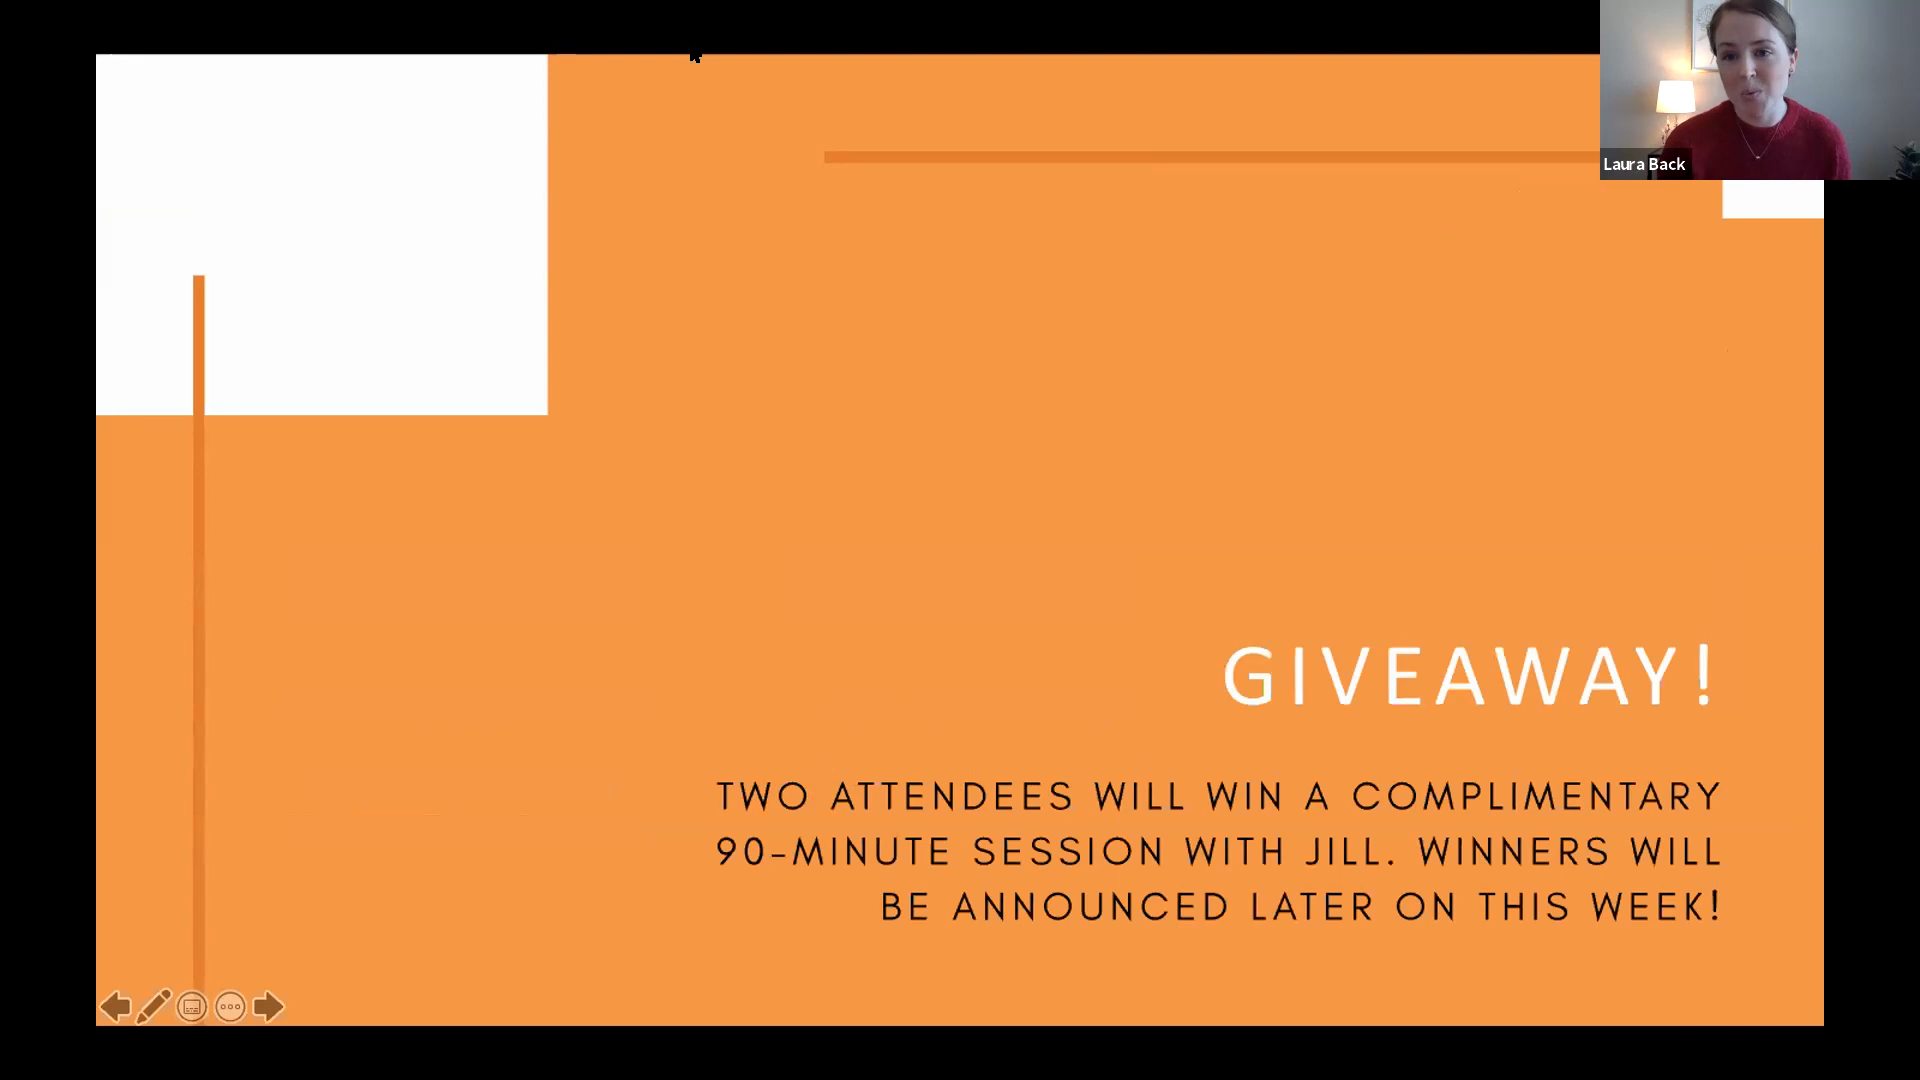 Laura Back
GIVEAWAY!
TWO ATTENDEES WILL WIN A COMPLIMENTARY
90-MINUTE SESSION WITH JILL. WINNERS WILL
BE ANNOUNCED LATER ON THIS WEEK!